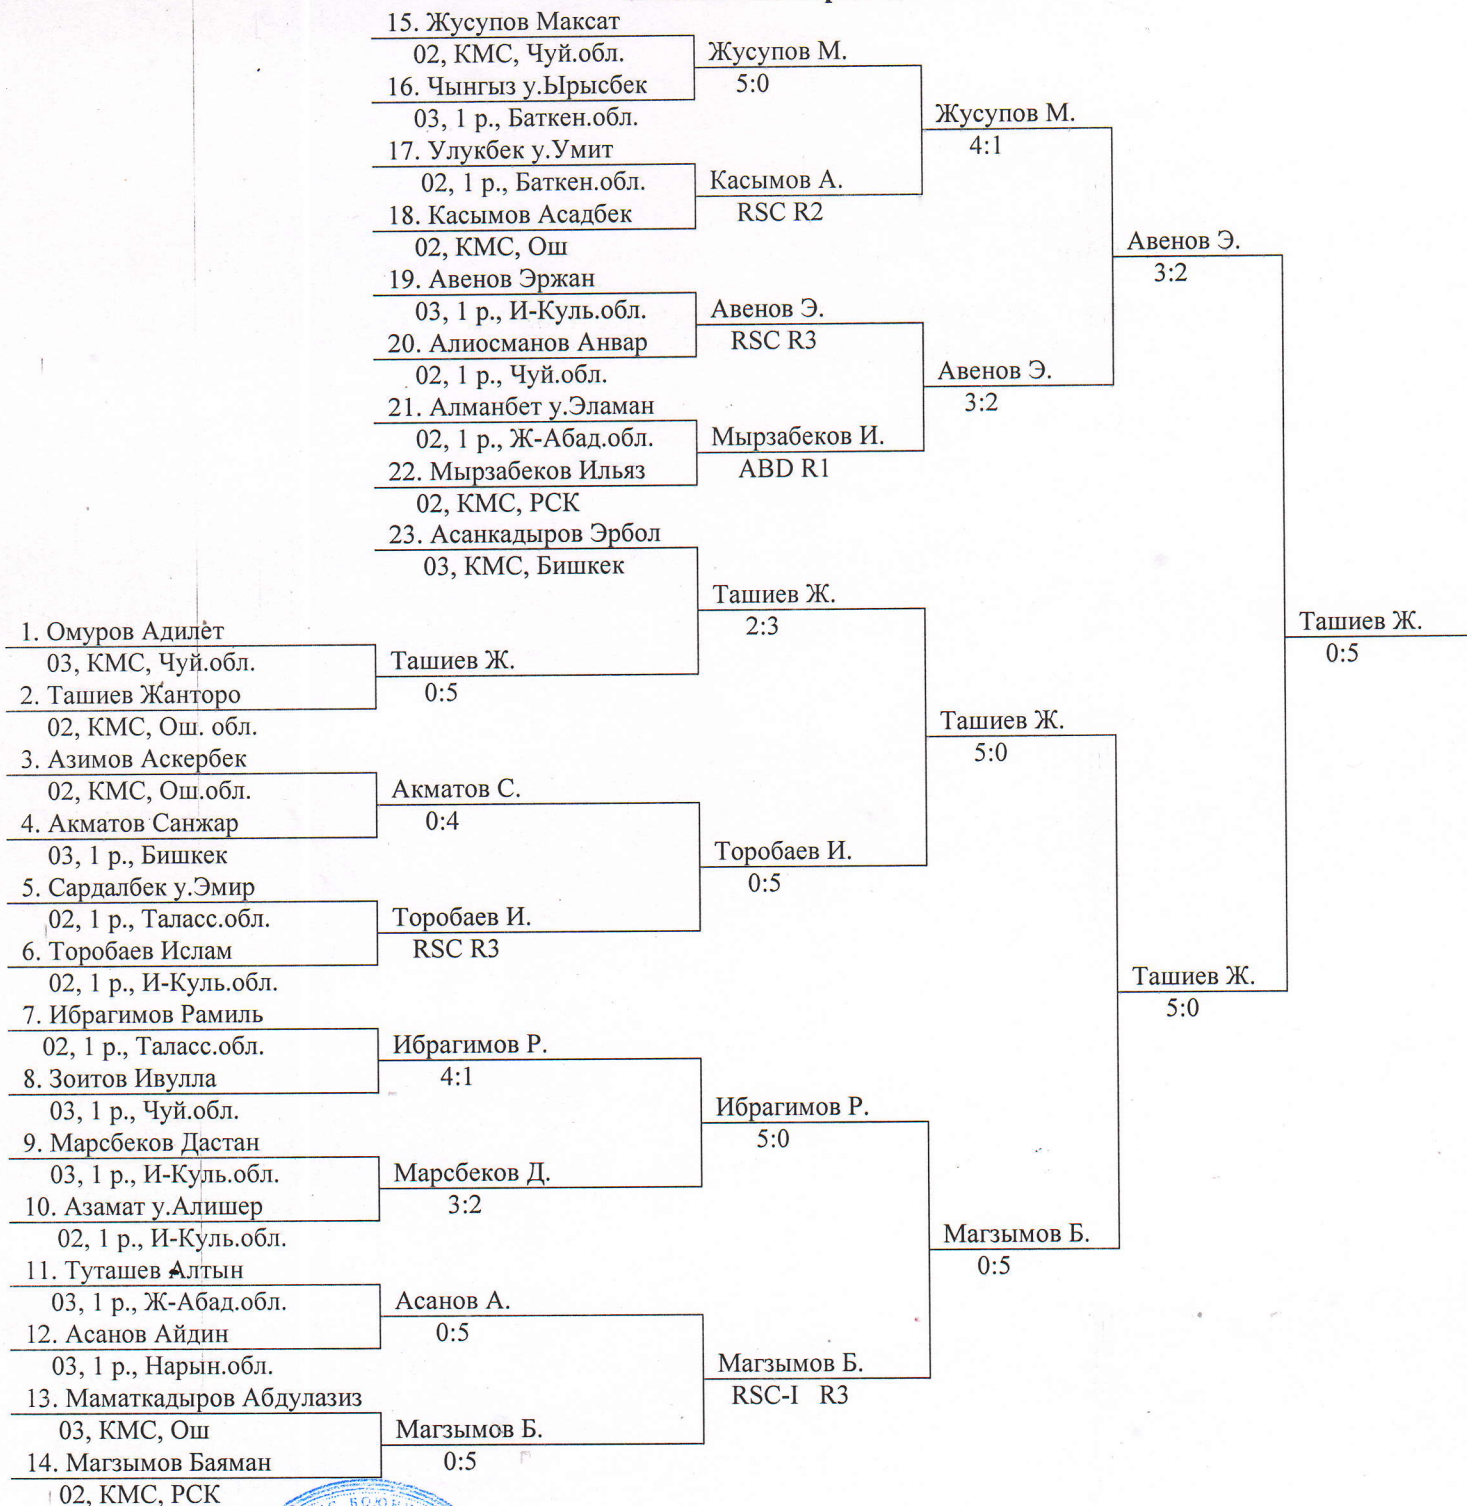 15. Жусупов Максат
02, КМС, Чуй.обл.
16. Чынгыз у.Ырысбек
03, 1 р., Баткен.обл.
17. Улукбек у.Умит
02, 1 р., Баткен.обл.
18. Касымов Асадбек
02, КМС, Ош
19. Авенов Эржан
03, 1 р., И-Куль.обл.
20. Алиосманов Анвар
02, 1 р., Чуй.обл.
21. Алманбет у.Эламан
02, 1 р., Ж-Абад.обл.
22. Мырзабеков Ильяз
02, КМС, РСК
23. Асанкадыров Эрбол
03, КМС, Бишкек
1. Омуров Адилет
03, КМС, Чуй.обл.
2. Ташиев Жанторо
02, КМС, Ош. обл.
3. Азимов Аскербек
02, КМС, Ош.обл.
4. Акматов Санжар
03, 1 р., Бишкек
5. Сардалбек у.Эмир
02, 1 р., Таласс.обл.
6. Торобаев Ислам
02, 1 р., И-Куль.обл.
7. Ибрагимов Рамиль
02, 1 р., Таласс.обл.
8. Зоитов Ивулла
03, 1 р., Чуй.обл.
9. Марсбеков Дастан
03, 1 р., И-Куль.обл.
10. Азамат у.Алишер
02, 1 р., И-Куль.обл.
11. Туташев Алтын
03, 1 р., Ж-Абад.обл.
12. Асанов Айдин
03, 1 р., Нарын.обл.
13. Маматкадыров Абдулазиз
03, КМС, Ош
14. Магзымов Баяман
02, КМС, РСК
Ташиев Ж.
0:5
Акматов С.
0:4
Торобаев И.
RSC R3
Ибрагимов Р.
4:1
Марсбеков Д.
3:2
Асанов А.
0:5
Магзымов Б.
0:5
Жусупов М.
5:0
Касымов А.
RSC R2
Авенов Э.
RSC R3
Мырзабеков И.
ABD R1
Ташиев Ж.
2:3
Торобаев И.
0:5
Ибрагимов Р.
5:0
Магзымов Б.
RSC-I R3
Жусупов М.
4:1
Авенов Э.
3:2
Ташиев Ж.
5:0
Магзымов Б.
0:5
Авенов Э.
3:2
Ташиев Ж.
5:0
Ташиев Ж.
0:5